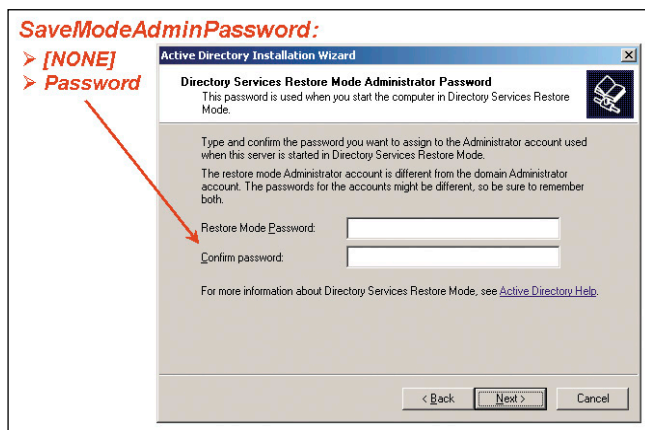 SaveModeAdminPassword:
➢ [NONE]
➢ Password
Active Directory Installation Wizard
Directory Services Restore Mode Administrator Password
This password is used when you start the computer in Directory Services Restore
Mode.
Type and confirm the password you want to assign to the Administrator account used
when this server is started in Directory Services Restore Mode.
The restore mode Administrator account is different from the domain Administrator
account. The passwords for the accounts might be different, so be sure to remember
both.
Restore Mode Password:
Confirm password:
For more information about Directory Services Restore Mode, see Active Directory Help.
< Back
Next >
Cancel